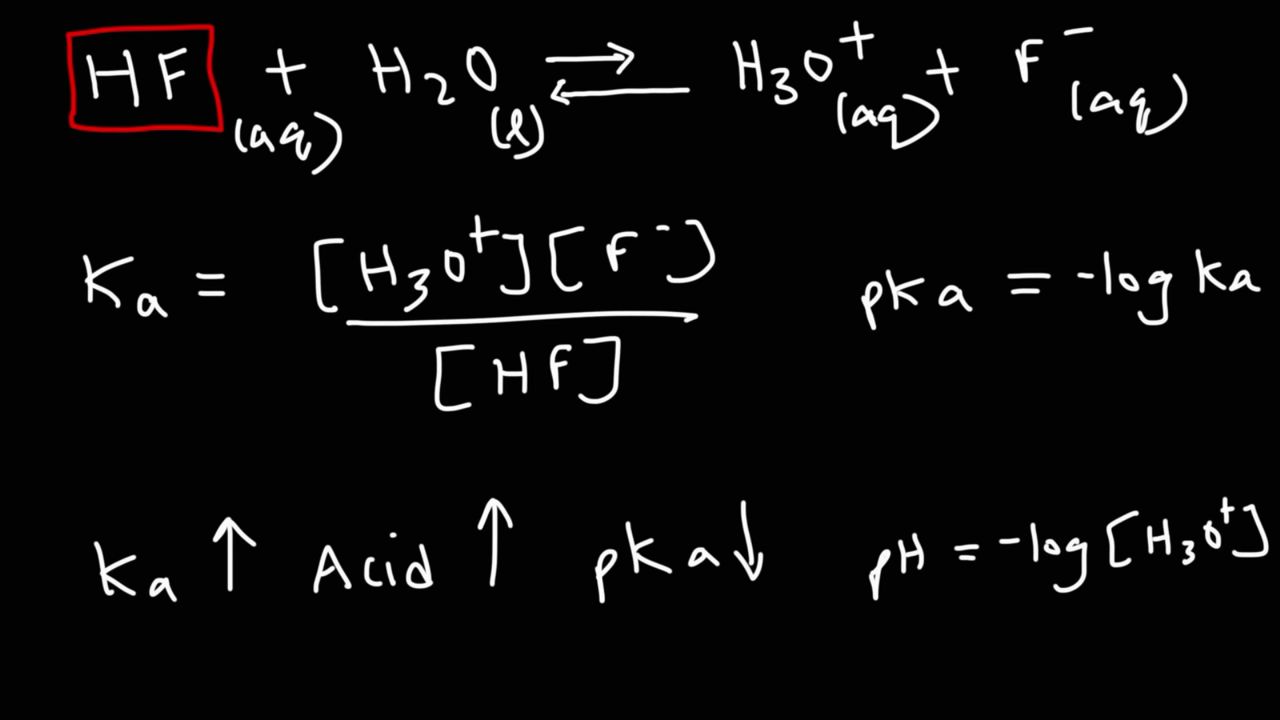 HF(aq) + H₂O(l) ⇌ H₃O⁺(aq) + F⁻(aq)
Ka = [H₃O⁺][F⁻] / [HF]
pKa = -log Ka
Ka ↑ Acid ↑ pKa ↓
pH = -log [H₃O⁺]